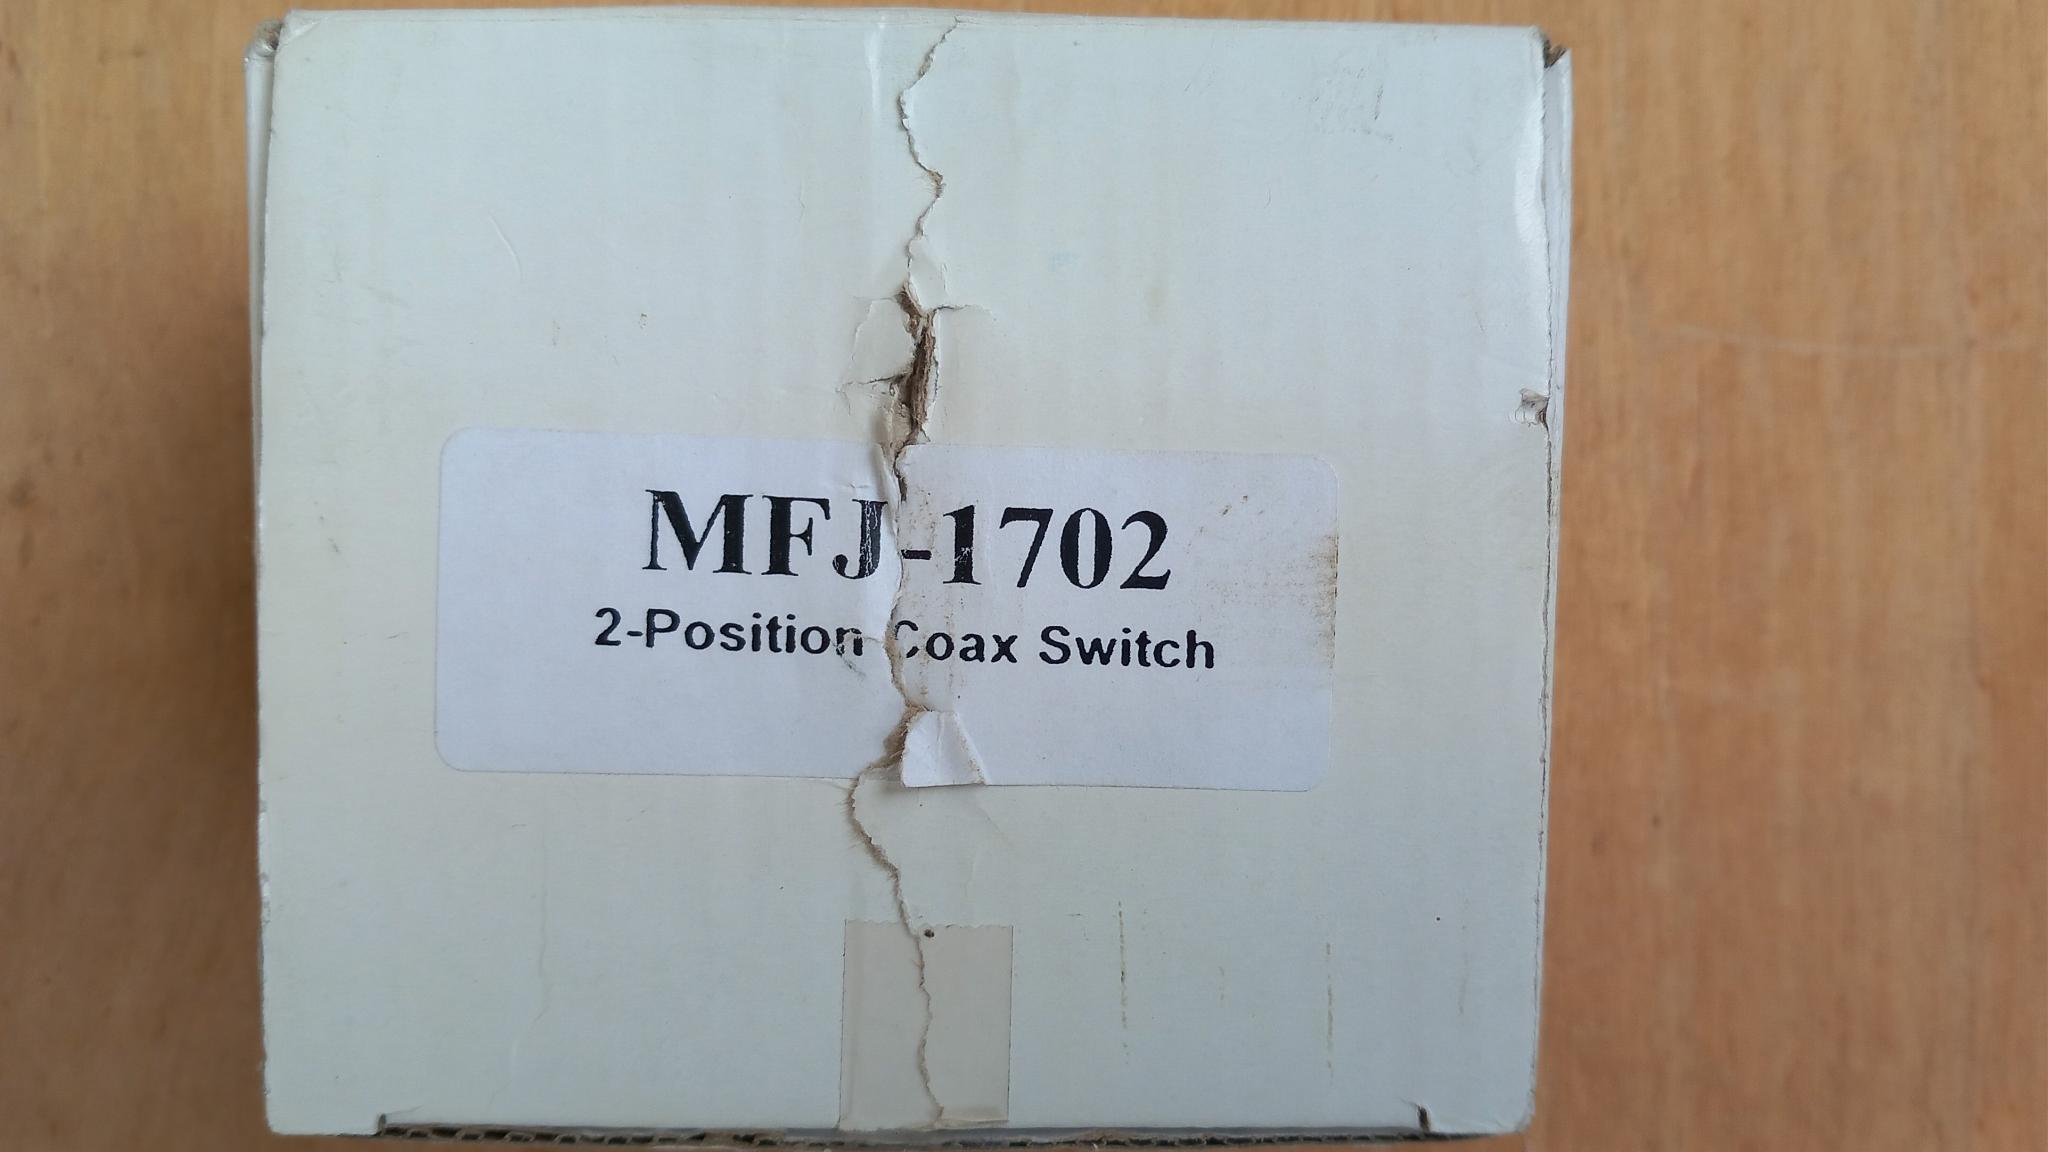 MFJ-1702
2-Position Coax Switch